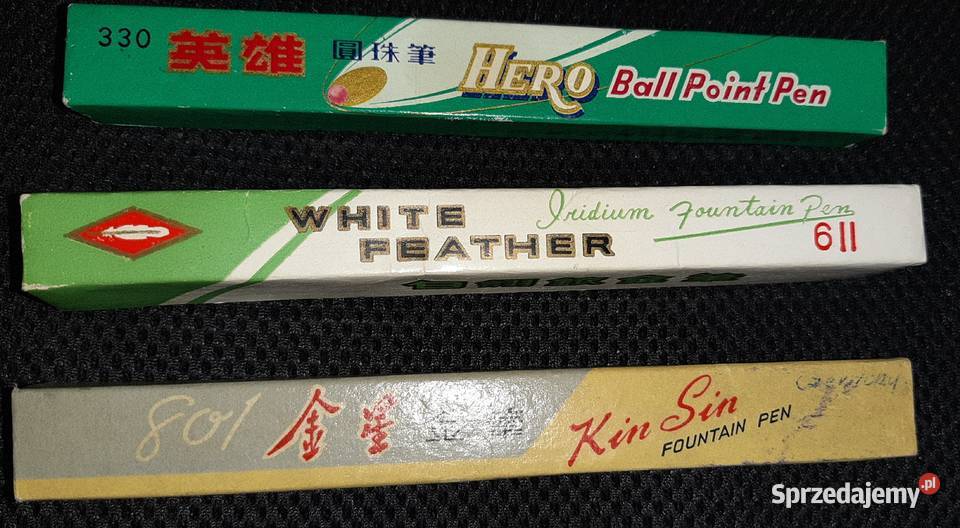 330 英雄 圓珠筆 HERO Ball Point Pen
WHITE FEATHER
Iridium Fountain Pen
611
801 金星 金筆 Kin Sin
FOUNTAIN PEN
Czerwony
Sprzedajemy.pl